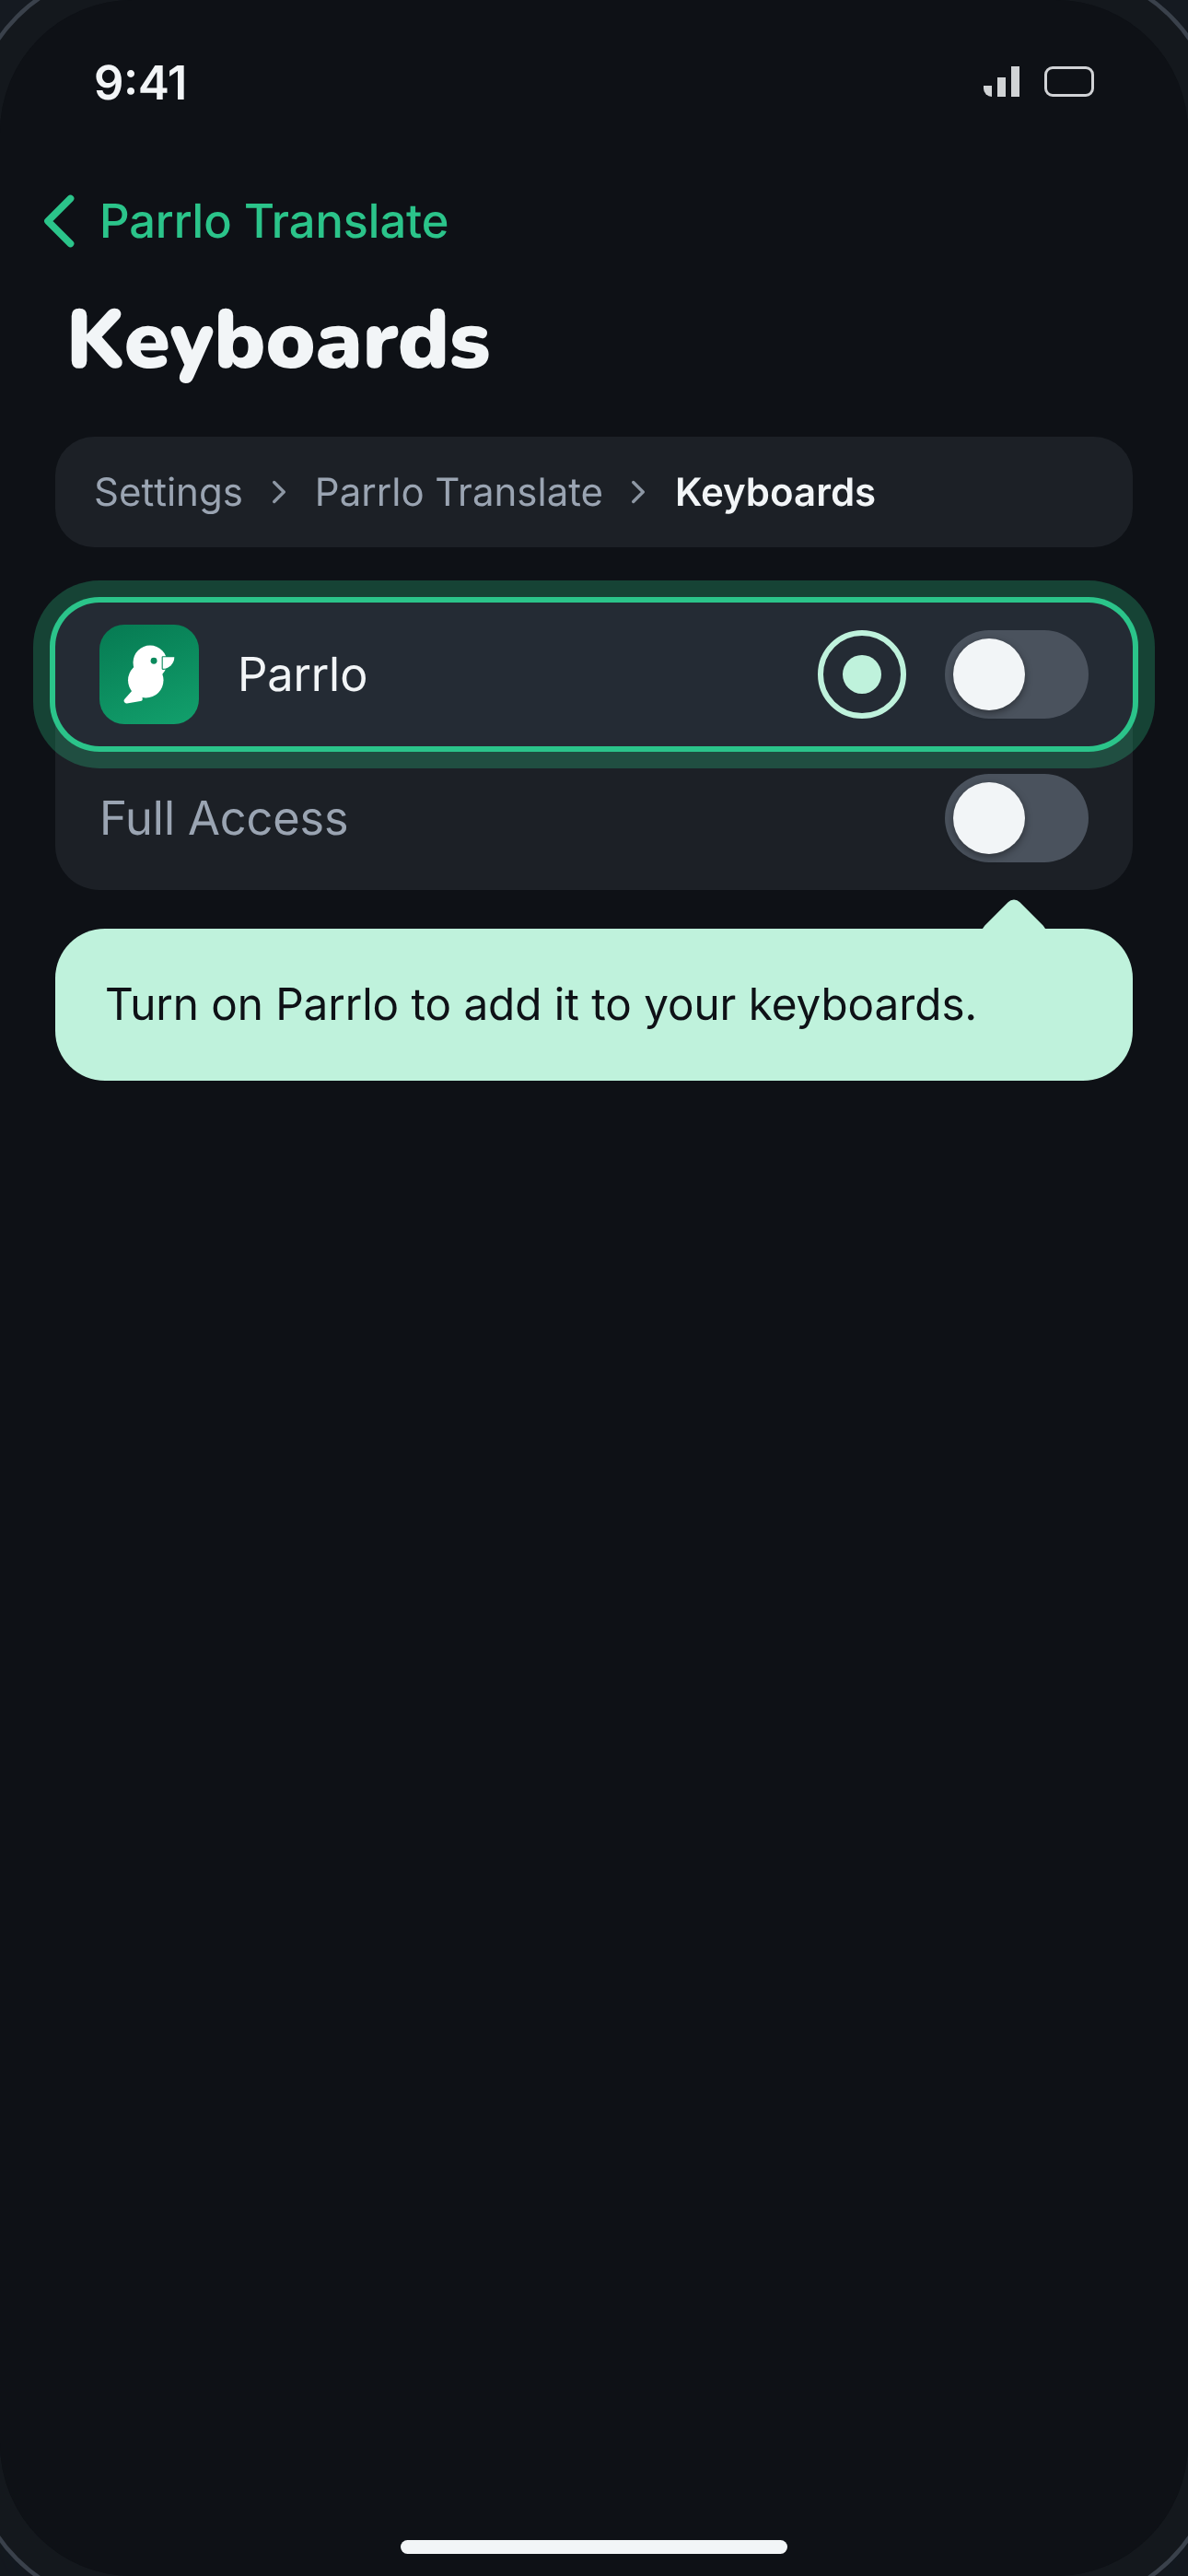 9:41
Parrlo Translate
Keyboards
Settings > Parrlo Translate > Keyboards
Parrlo
Full Access
Turn on Parrlo to add it to your keyboards.